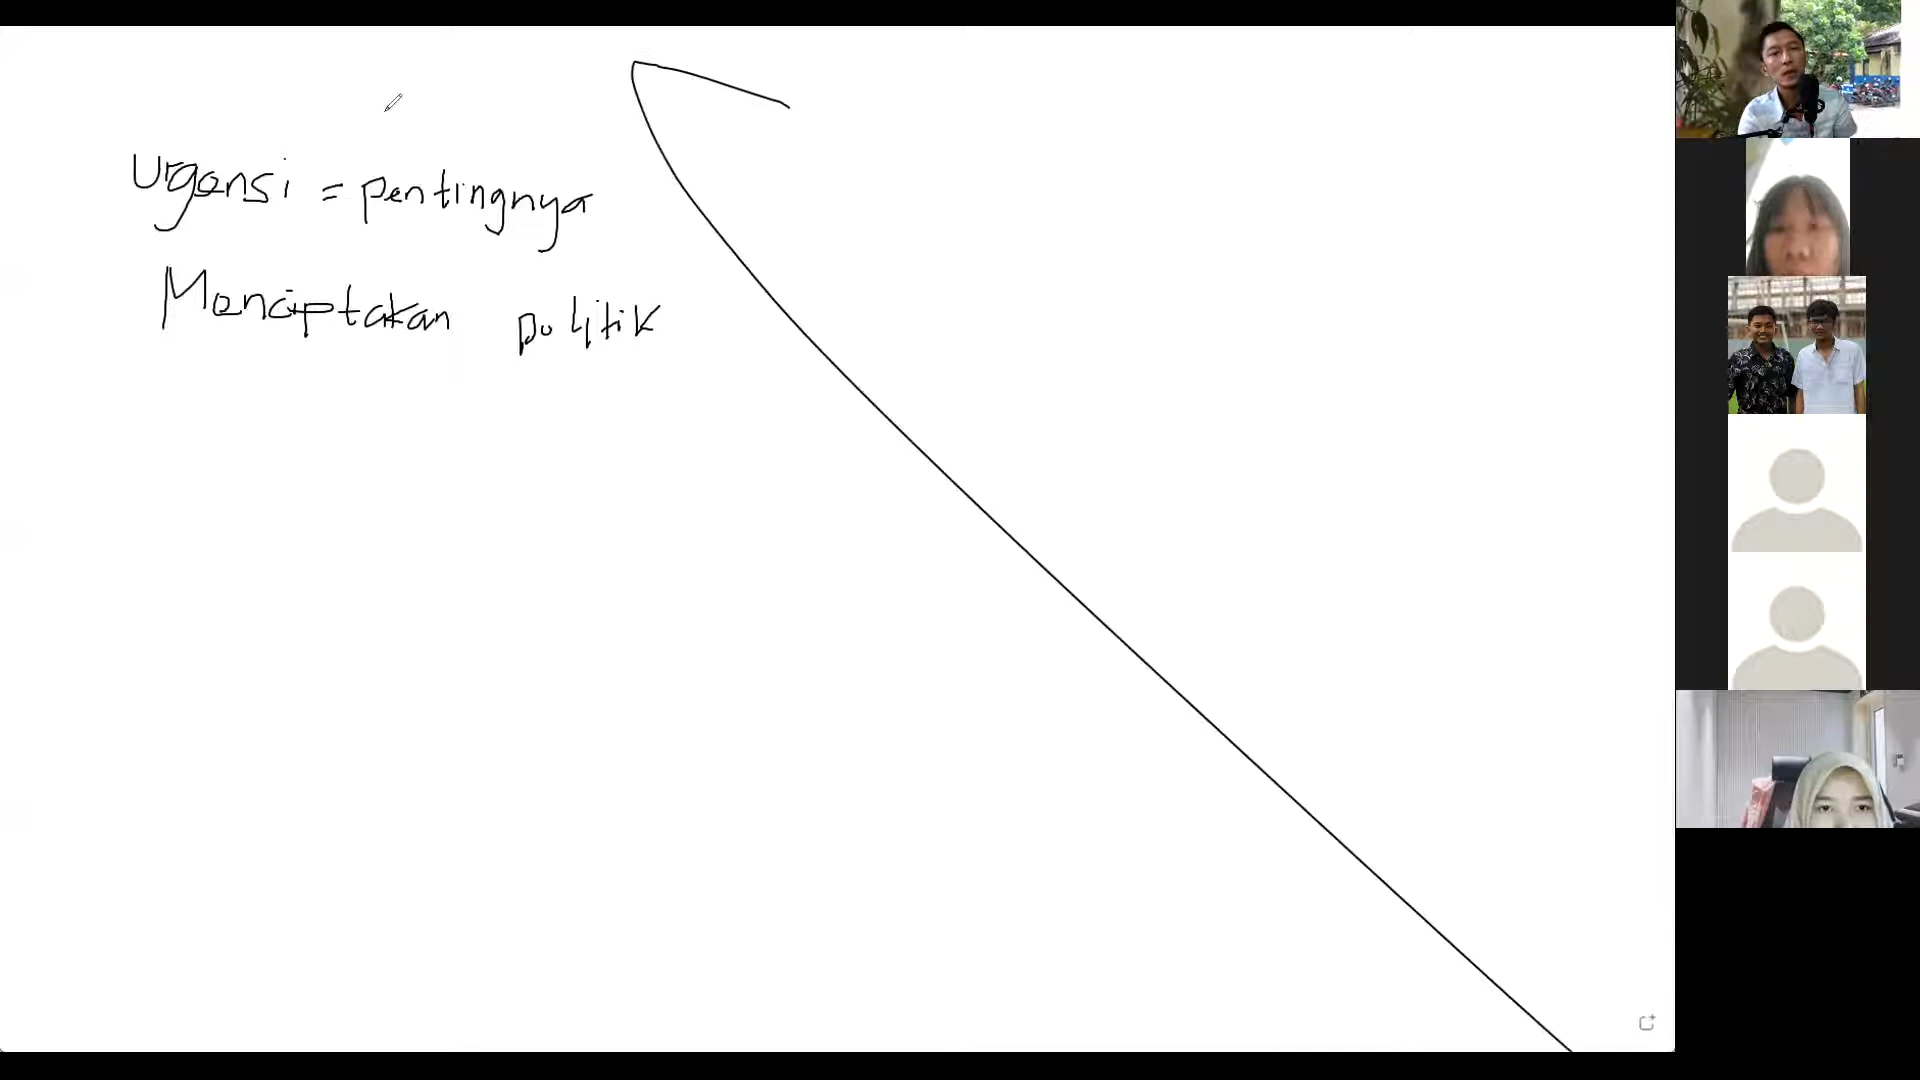 Urgensi = pentingnya
Menciptakan politik